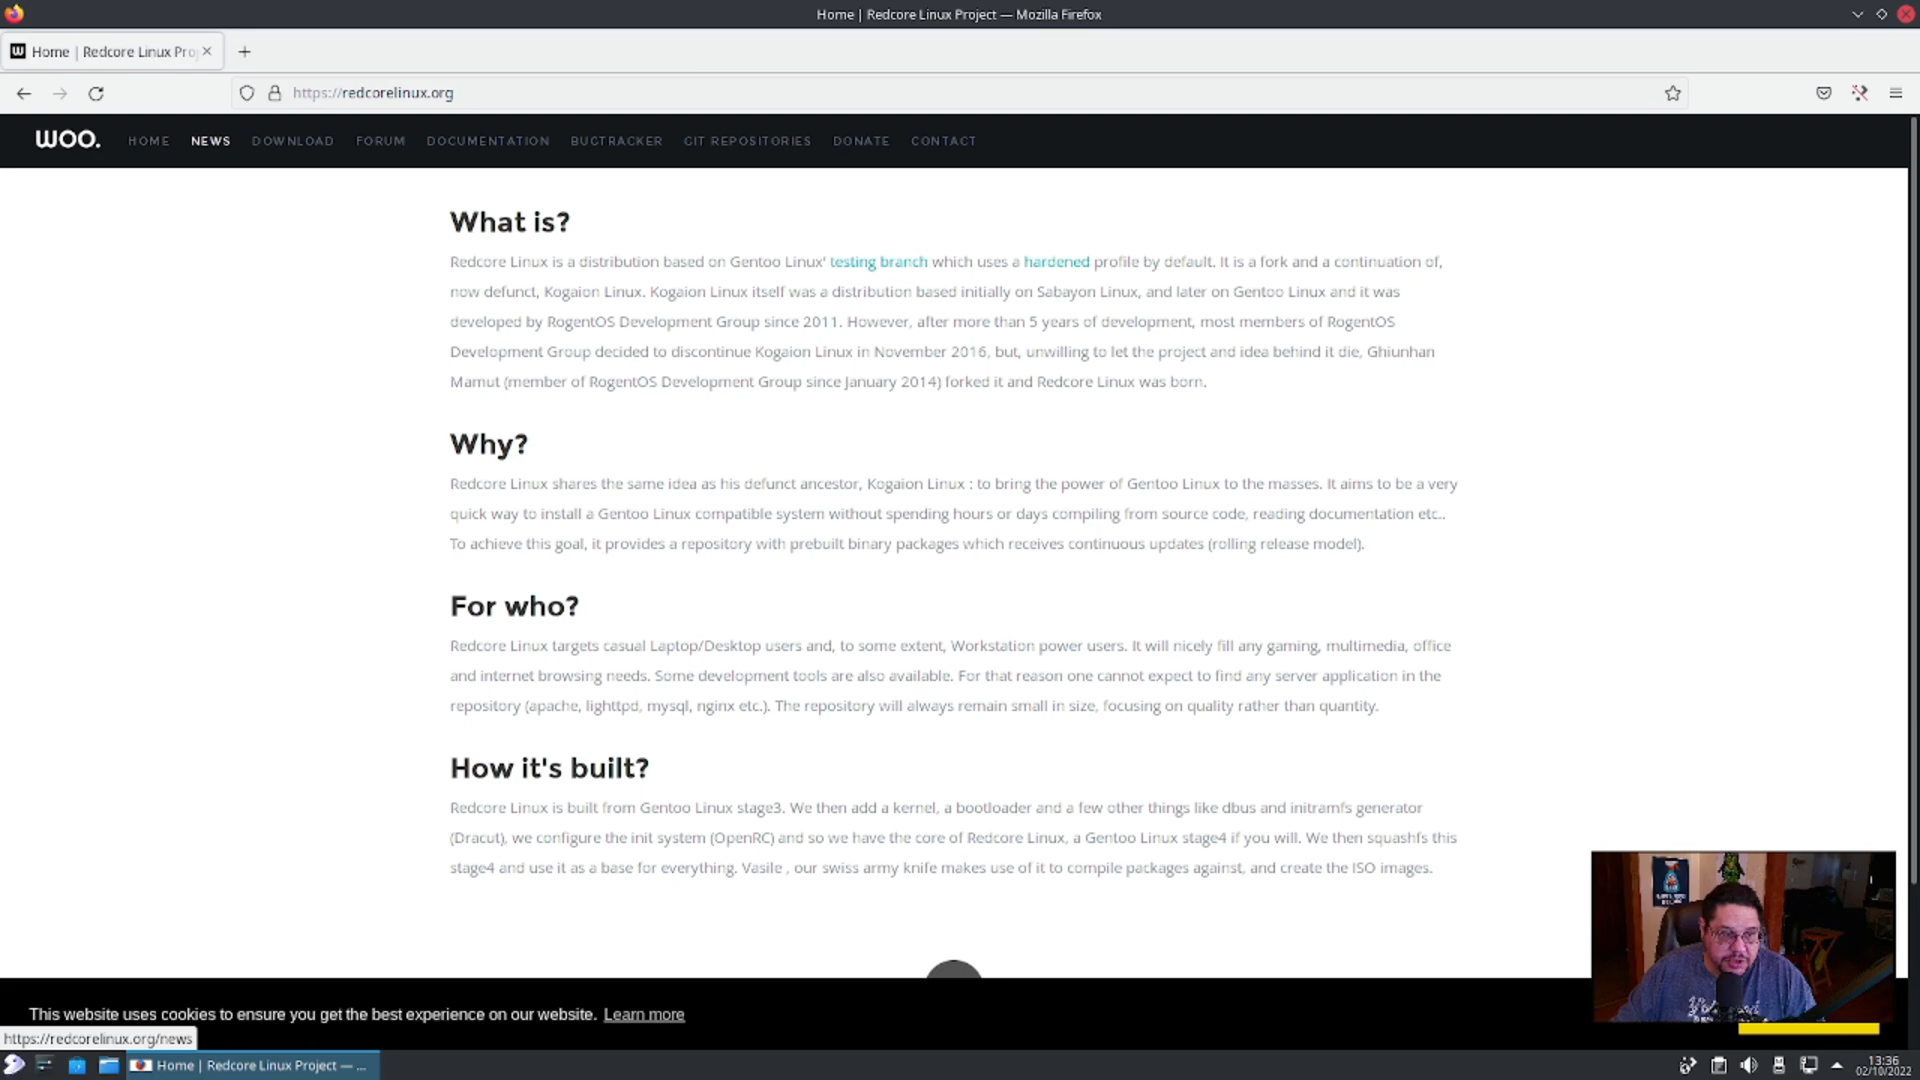 Home | Redcore Linux Project — Mozilla Firefox
Home | Redcore Linux Pro
https://redcorelinux.org
WOO. HOME NEWS DOWNLOAD FORUM DOCUMENTATION BUGTRACKER GIT REPOSITORIES DONATE CONTACT
What is?
Redcore Linux is a distribution based on Gentoo Linux' testing branch which uses a hardened profile by default. It is a fork and a continuation of,
now defunct, Kogaion Linux. Kogaion Linux itself was a distribution based initially on Sabayon Linux, and later on Gentoo Linux and it was
developed by RogentOS Development Group since 2011. However, after more than 5 years of development, most members of RogentOS
Development Group decided to discontinue Kogaion Linux in November 2016, but, unwilling to let the project and idea behind it die, Ghiunhan
Mamut (member of RogentOS Development Group since January 2014) forked it and Redcore Linux was born.
Why?
Redcore Linux shares the same idea as his defunct ancestor, Kogaion Linux : to bring the power of Gentoo Linux to the masses. It aims to be a very
quick way to install a Gentoo Linux compatible system without spending hours or days compiling from source code, reading documentation etc..
To achieve this goal, it provides a repository with prebuilt binary packages which receives continuous updates (rolling release model).
For who?
Redcore Linux targets casual Laptop/Desktop users and, to some extent, Workstation power users. It will nicely fill any gaming, multimedia, office
and internet browsing needs. Some development tools are also available. For that reason one cannot expect to find any server application in the
repository (apache, lighttpd, mysql, nginx etc.). The repository will always remain small in size, focusing on quality rather than quantity.
How it's built?
Redcore Linux is built from Gentoo Linux stage3. We then add a kernel, a bootloader and a few other things like dbus and initramfs generator
(Dracut), we configure the init system (OpenRC) and so we have the core of Redcore Linux, a Gentoo Linux stage4 if you will. We then squashfs this
stage4 and use it as a base for everything. Vasile , our swiss army knife makes use of it to compile packages against, and create the ISO images.
This website uses cookies to ensure you get the best experience on our website. Learn more
https://redcorelinux.org/news
Home | Redcore Linux Project — ...
13:36
02/10/2022